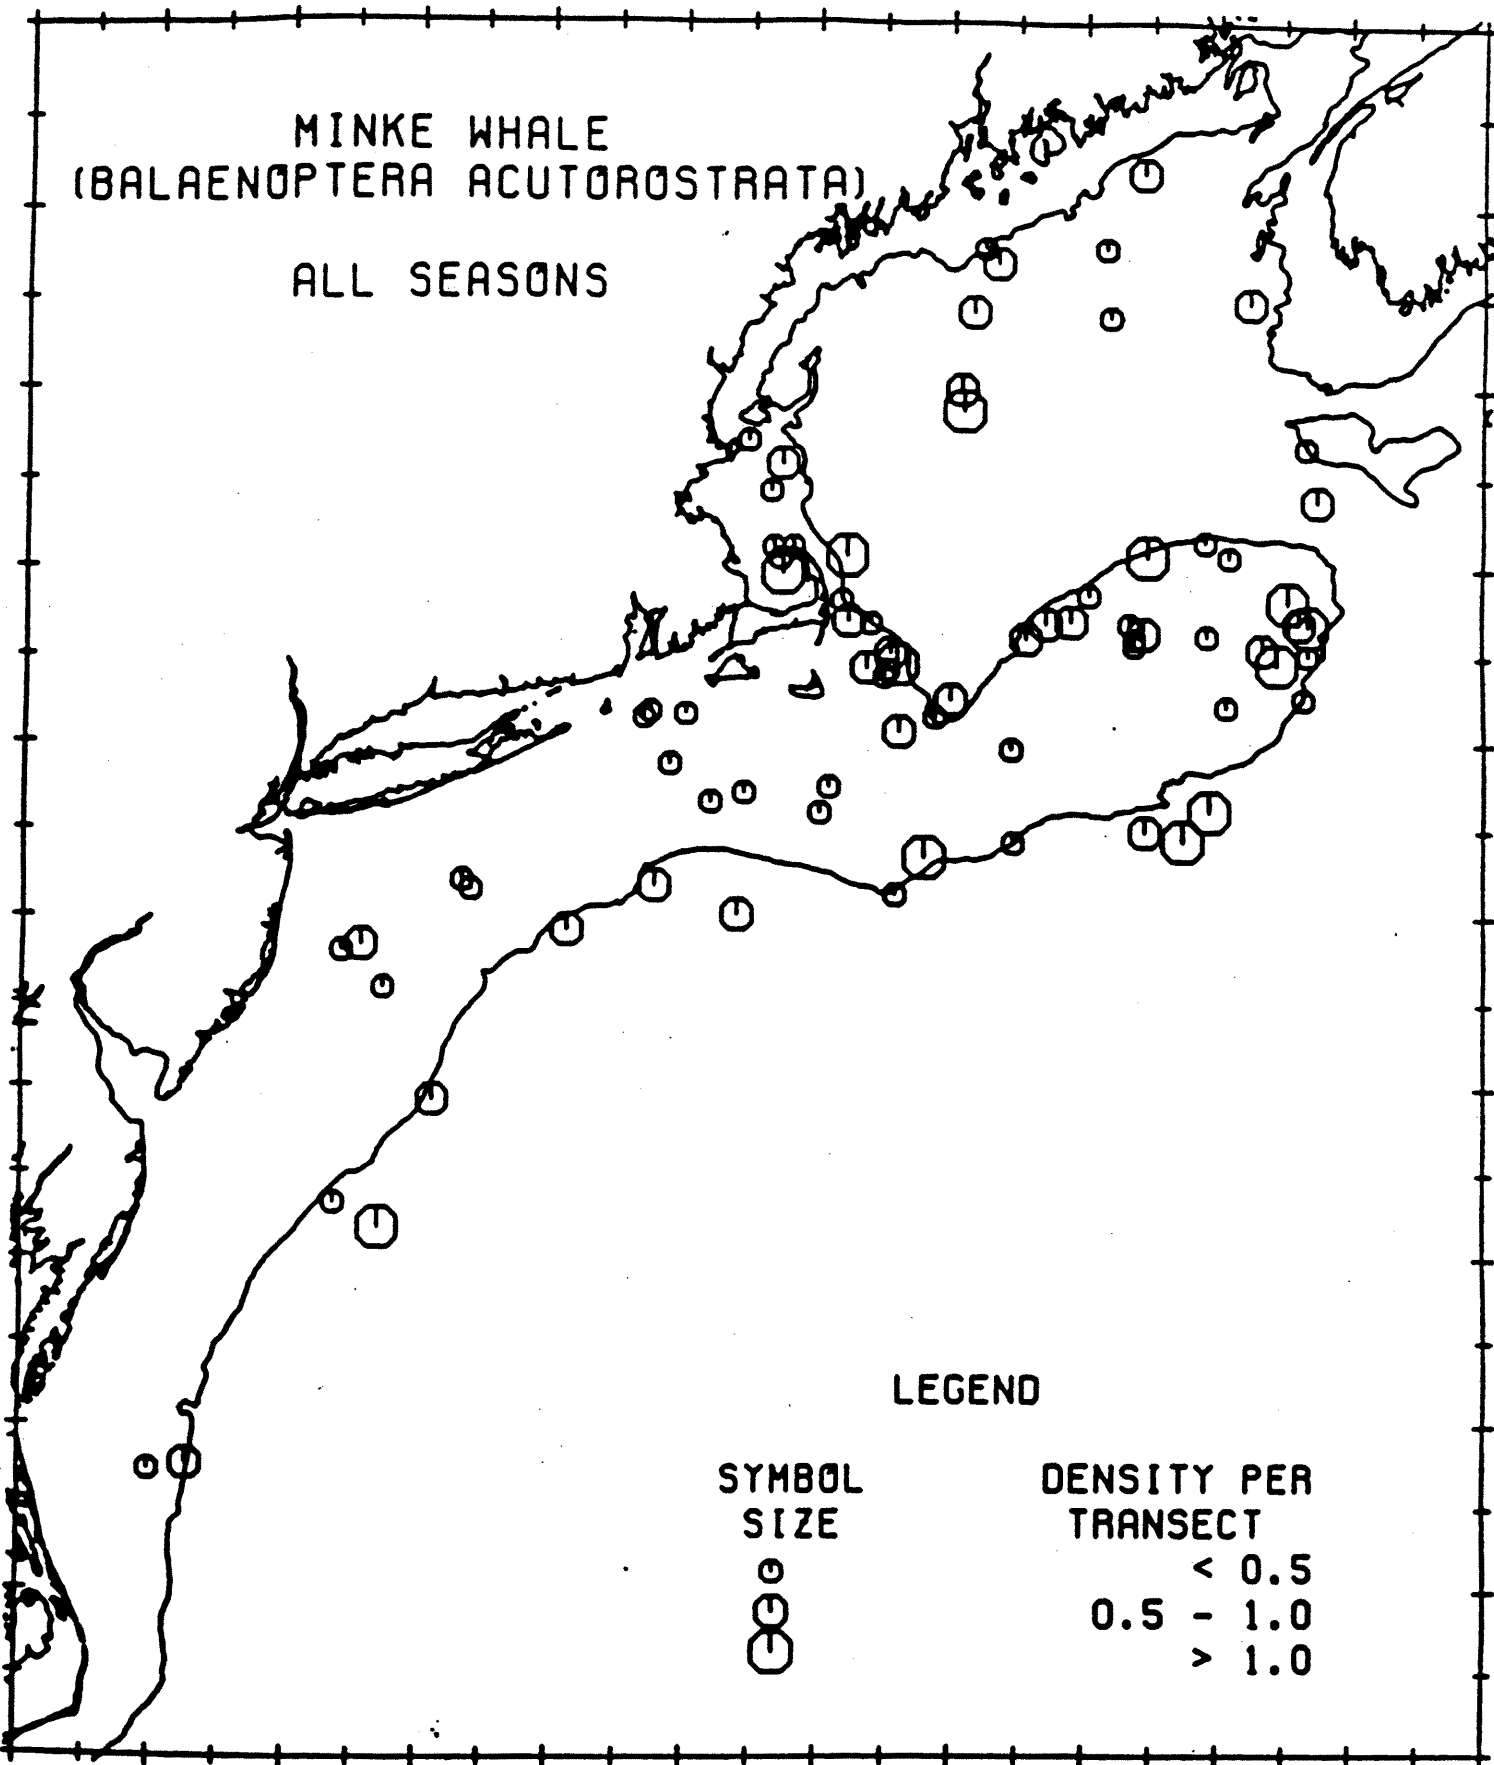 MINKE WHALE
(BALAENOPTERA ACUTOROSTRATA)
ALL SEASONS
LEGEND
SYMBOL SIZE
DENSITY PER TRANSECT
< 0.5
0.5 - 1.0
> 1.0